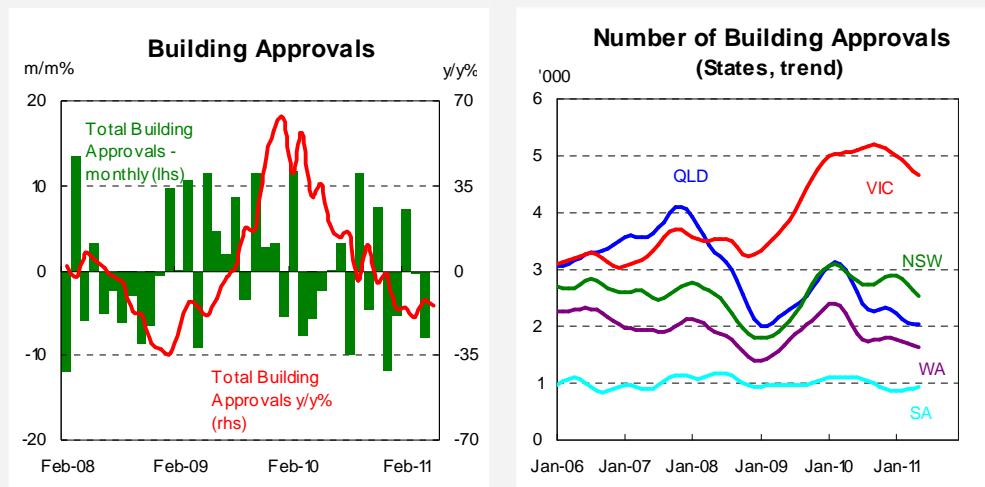 Building Approvals
m/m%
y/y%
20
10
0
-10
-20
70
35
0
-35
-70
Total Building
Approvals -
monthly (lhs)
Total Building
Approvals y/y%
(rhs)
Feb-08
Feb-09
Feb-10
Feb-11
Number of Building Approvals
(States, trend)
'000
6
5
4
3
2
1
0
QLD
VIC
NSW
WA
SA
Jan-06
Jan-07
Jan-08
Jan-09
Jan-10
Jan-11